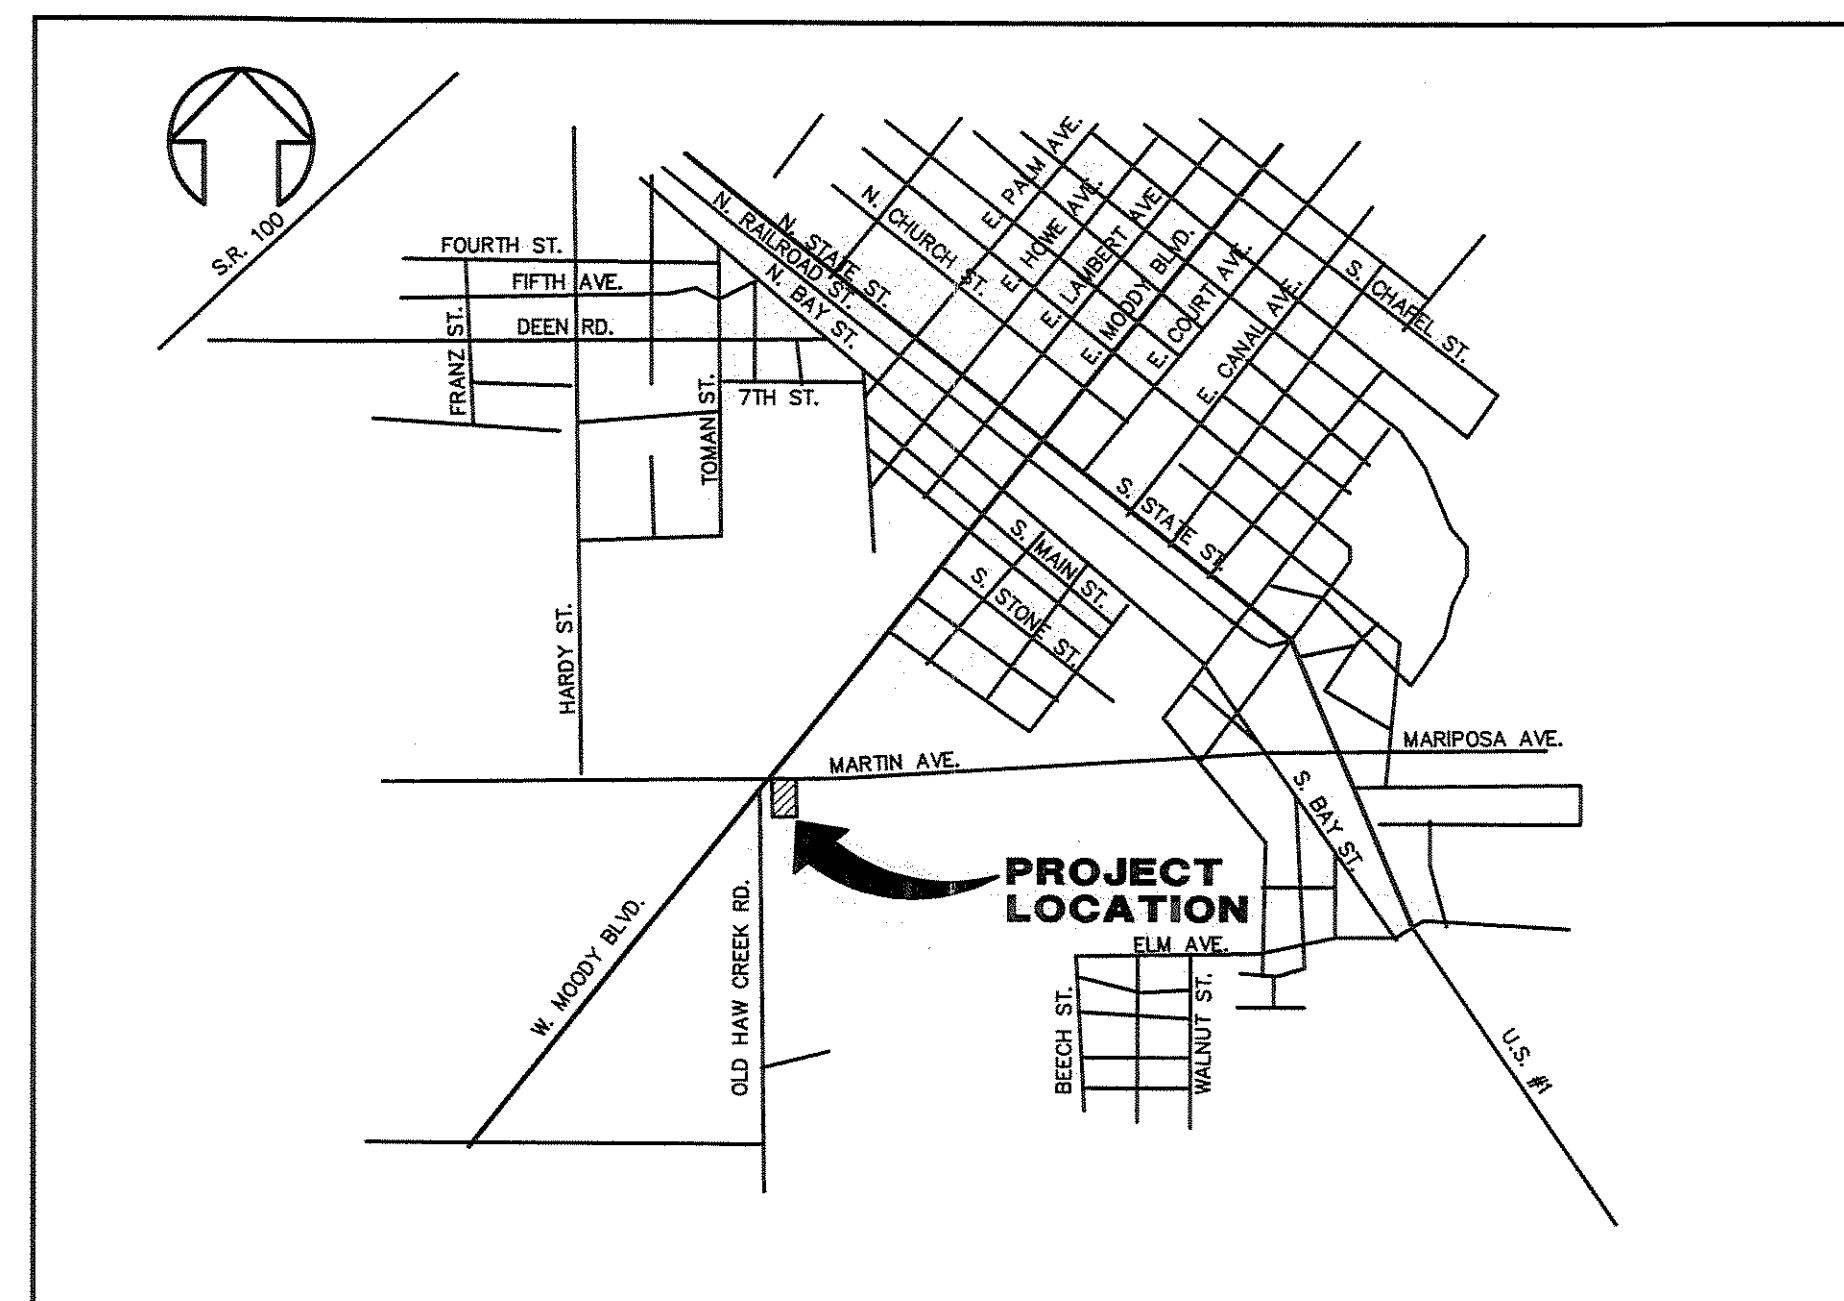 S.R. 100
FOURTH ST.
FIFTH AVE.
DEEN RD.
FRANZ ST.
TOMAN ST.
7TH ST.
HARDY ST.
N. STATE ST.
N. RAILROAD ST.
N. BAY ST.
N. CHURCH ST.
E. PALM AVE.
E. HOWE AVE.
E. LAMBERT AVE.
E. MOODY BLVD.
E. COURT AVE.
E. CANAL AVE.
S. CHAPEL ST.
S. STATE ST.
S. MAIN ST.
S. STONE ST.
MARTIN AVE.
MARIPOSA AVE.
S. BAY ST.
PROJECT
LOCATION
W. MOODY BLVD.
OLD HAW CREEK RD.
ELM AVE.
BEECH ST.
WALNUT ST.
U.S. #1